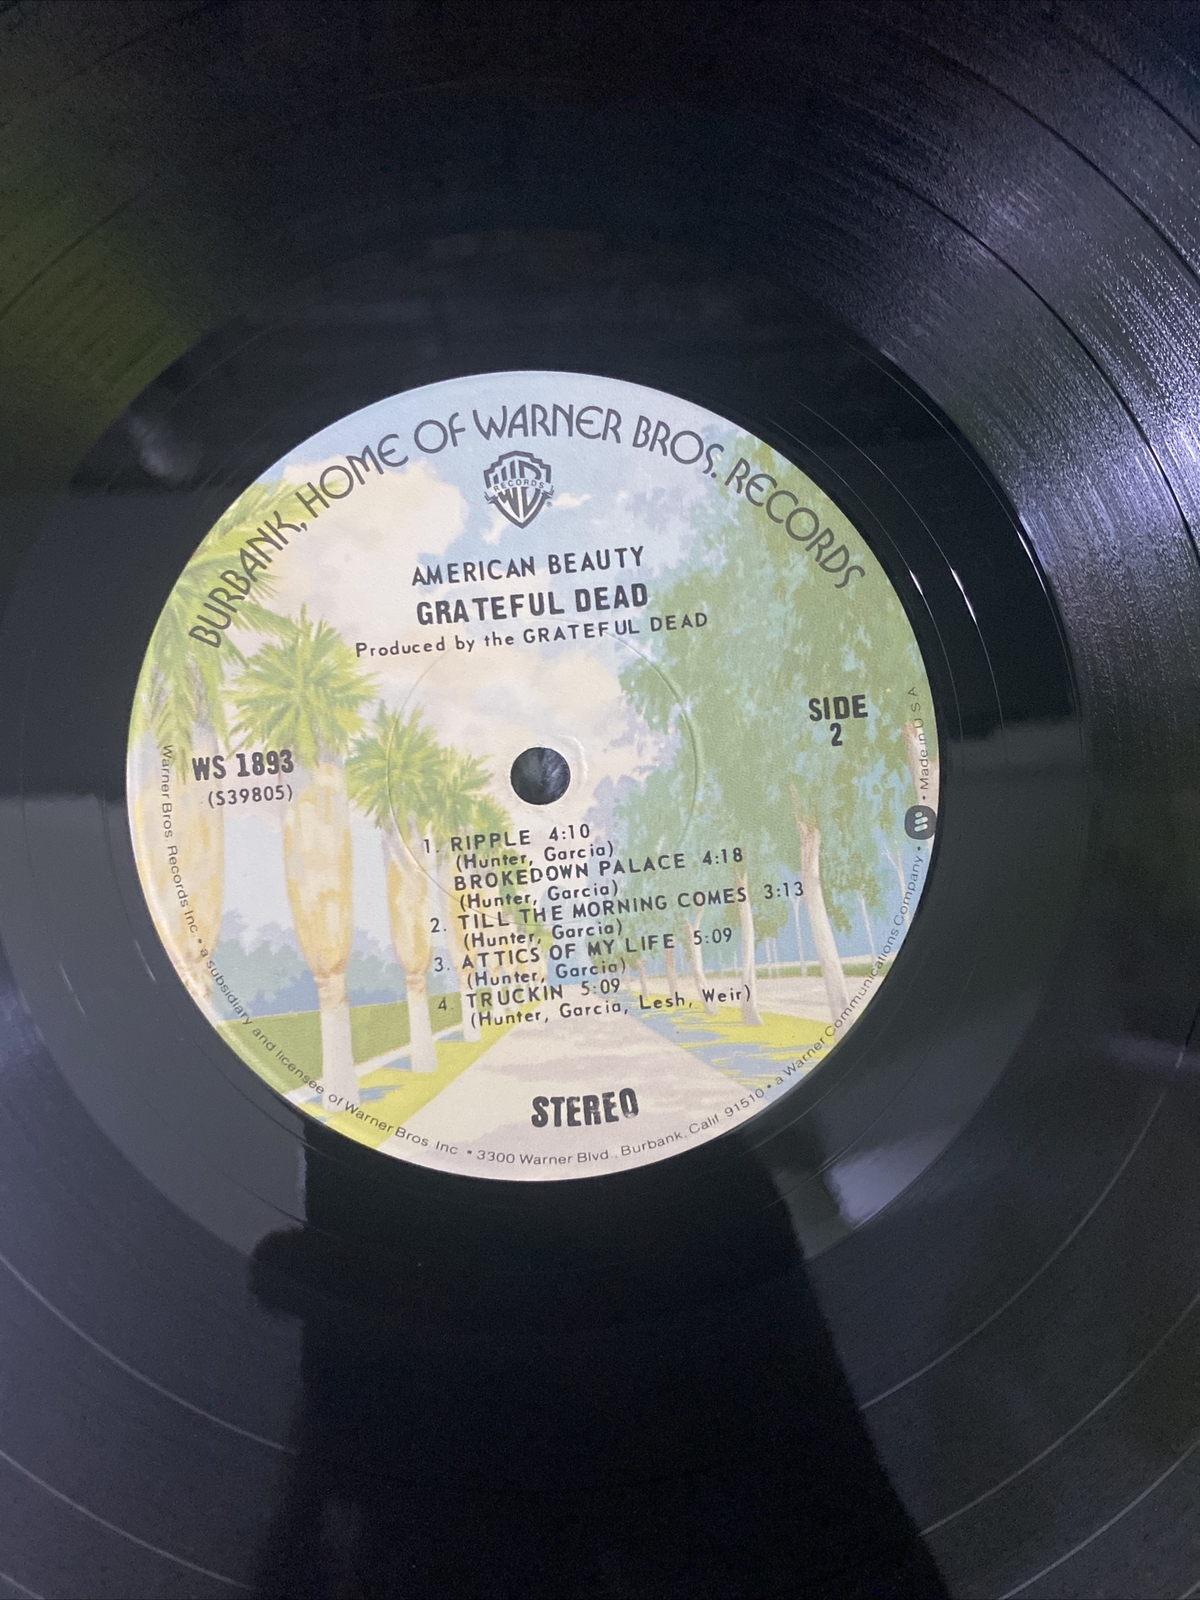 BURBANK, HOME OF WARNER BROS. RECORDS
WB
RECORDS
AMERICAN BEAUTY
GRATEFUL DEAD
Produced by the GRATEFUL DEAD
SIDE
2
WS 1893
(S39805)
1. RIPPLE 4:10
(Hunter, Garcia)
BROKEDOWN PALACE 4:18
(Hunter, Garcia)
2. TILL THE MORNING COMES 3:13
(Hunter, Garcia)
3. ATTICS OF MY LIFE 5:09
(Hunter, Garcia)
4. TRUCKIN 5:09
(Hunter, Garcia, Lesh, Weir)
STEREO
Warner Bros. Records Inc. • a subsidiary and licensee of Warner Bros. Inc. • 3300 Warner Blvd., Burbank, Calif. 91510 • a Warner Communications Company • Made in U S A